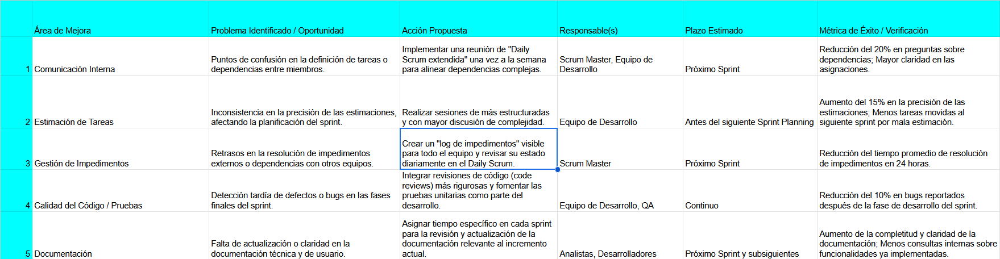 Área de Mejora
Problema Identificado / Oportunidad
Acción Propuesta
Responsable(s)
Plazo Estimado
Métrica de Éxito / Verificación
1
Comunicación Interna
Puntos de confusión en la definición de tareas o
dependencias entre miembros.
Implementar una reunión de "Daily
Scrum extendida" una vez a la semana
para alinear dependencias complejas.
Scrum Master, Equipo de
Desarrollo
Próximo Sprint
Reducción del 20% en preguntas sobre
dependencias; Mayor claridad en las
asignaciones.
2
Estimación de Tareas
Inconsistencia en la precisión de las estimaciones,
afectando la planificación del sprint.
Realizar sesiones de más estructuradas
y con mayor discusión de complejidad.
Equipo de Desarrollo
Antes del siguiente Sprint Planning
Aumento del 15% en la precisión de las
estimaciones; Menos tareas movidas al
siguiente sprint por mala estimación.
3
Gestión de Impedimentos
Retrasos en la resolución de impedimentos
externos o dependencias con otros equipos.
Crear un "log de impedimentos" visible
para todo el equipo y revisar su estado
diariamente en el Daily Scrum.
Scrum Master
Próximo Sprint
Reducción del tiempo promedio de resolución
de impedimentos en 24 horas.
4
Calidad del Código / Pruebas
Detección tardía de defectos o bugs en las fases
finales del sprint.
Integrar revisiones de código (code
reviews) más rigurosas y fomentar las
pruebas unitarias como parte del
desarrollo.
Equipo de Desarrollo, QA
Continuo
Reducción del 10% en bugs reportados
después de la fase de desarrollo del sprint.
5
Documentación
Falta de actualización o claridad en la
documentación técnica y de usuario.
Asignar tiempo específico en cada sprint
para la revisión y actualización de la
documentación relevante al incremento
actual.
Analistas, Desarrolladores
Próximo Sprint y subsiguientes
Aumento de la completitud y claridad de la
documentación; Menos consultas internas sobre
funcionalidades ya implementadas.